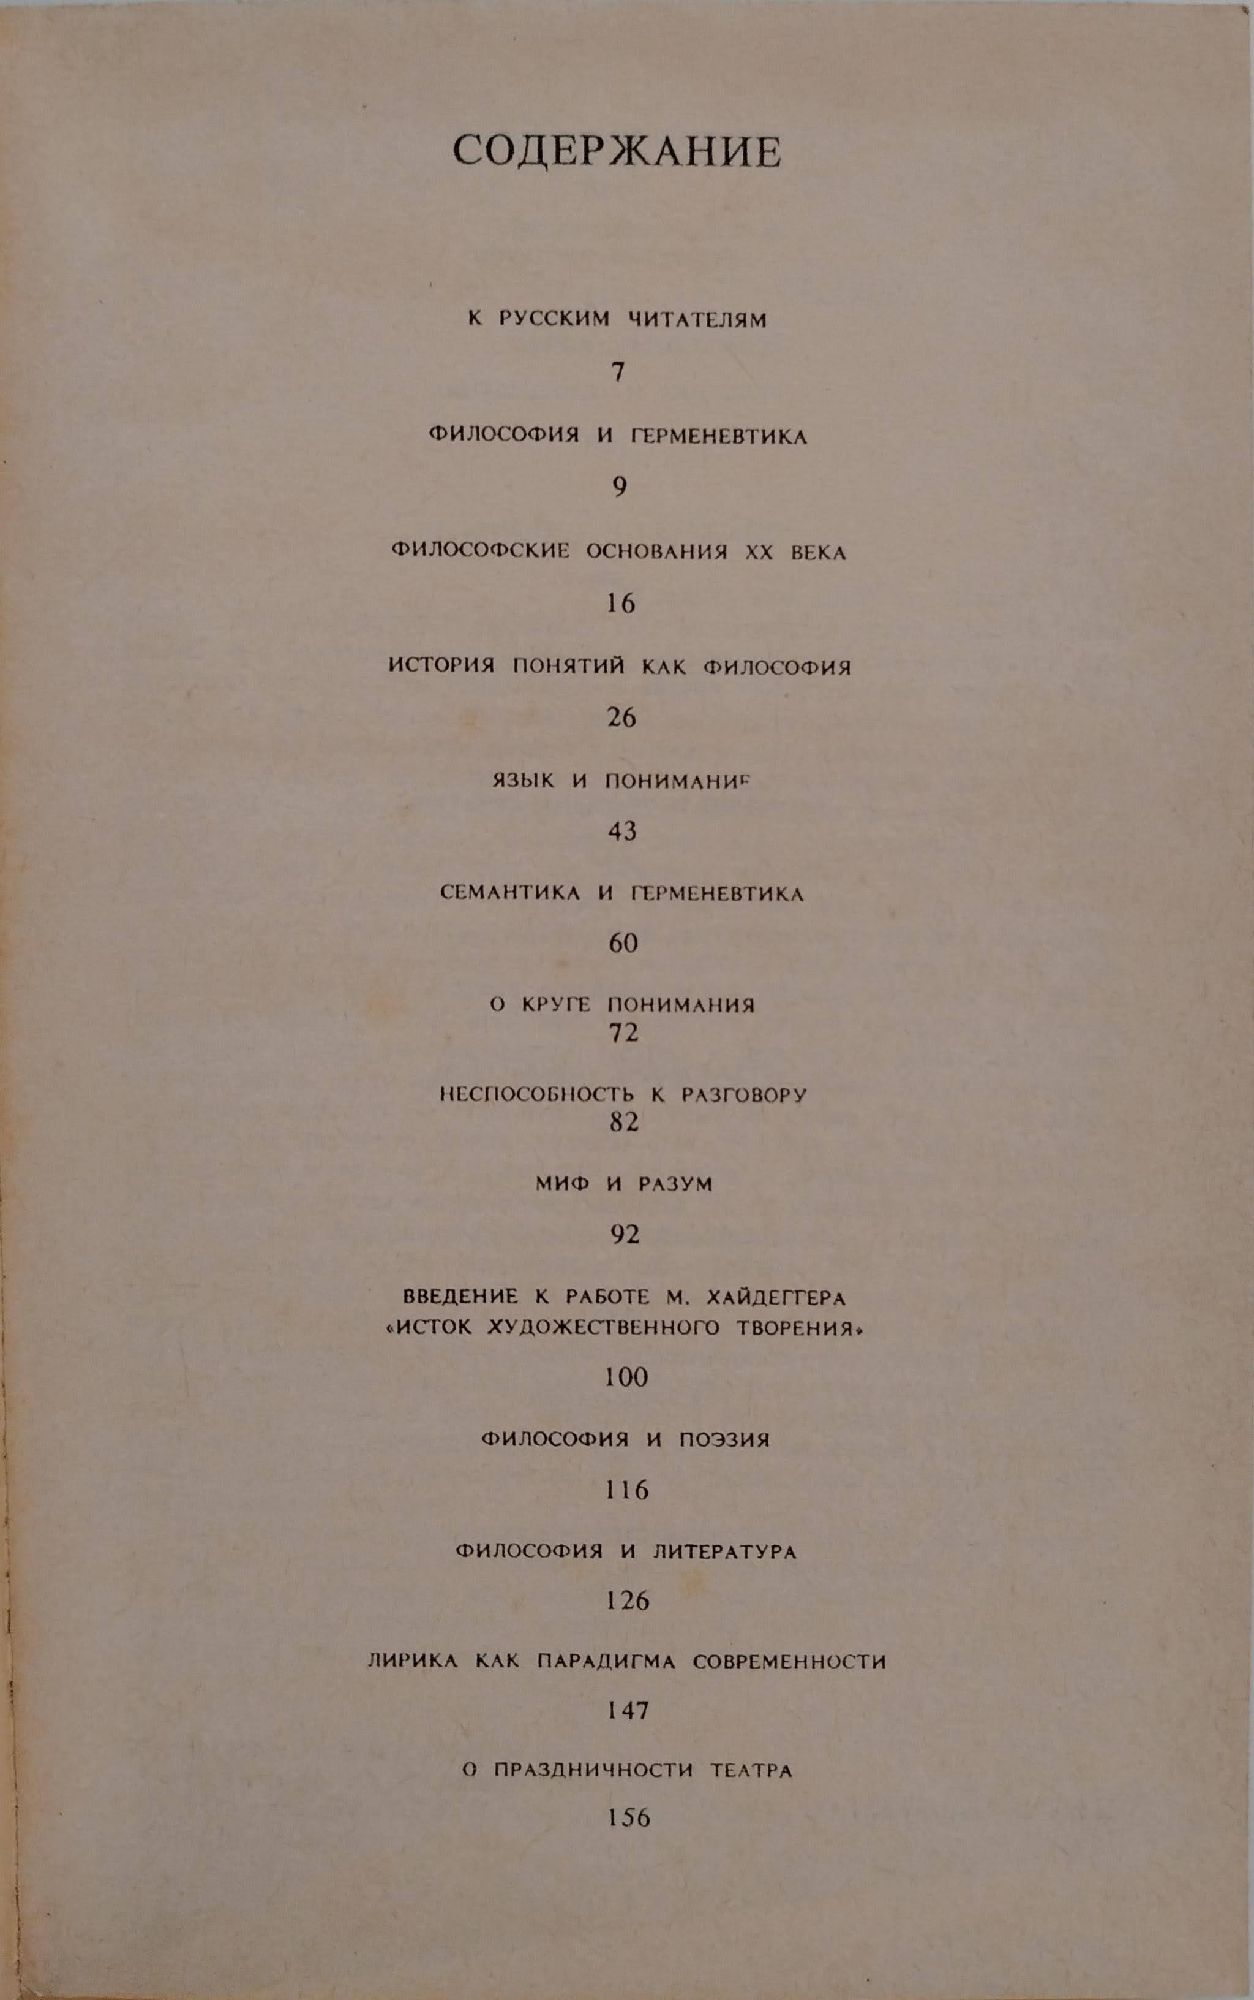 СОДЕРЖАНИЕ
К РУССКИМ ЧИТАТЕЛЯМ
7
ФИЛОСОФИЯ И ГЕРМЕНЕВТИКА
9
ФИЛОСОФСКИЕ ОСНОВАНИЯ XX ВЕКА
16
ИСТОРИЯ ПОНЯТИЙ КАК ФИЛОСОФИЯ
26
ЯЗЫК И ПОНИМАНИЕ
43
СЕМАНТИКА И ГЕРМЕНЕВТИКА
60
О КРУГЕ ПОНИМАНИЯ
72
НЕСПОСОБНОСТЬ К РАЗГОВОРУ
82
МИФ И РАЗУМ
92
ВВЕДЕНИЕ К РАБОТЕ М. ХАЙДЕГГЕРА
«ИСТОК ХУДОЖЕСТВЕННОГО ТВОРЕНИЯ»
100
ФИЛОСОФИЯ И ПОЭЗИЯ
116
ФИЛОСОФИЯ И ЛИТЕРАТУРА
126
ЛИРИКА КАК ПАРАДИГМА СОВРЕМЕННОСТИ
147
О ПРАЗДНИЧНОСТИ ТЕАТРА
156